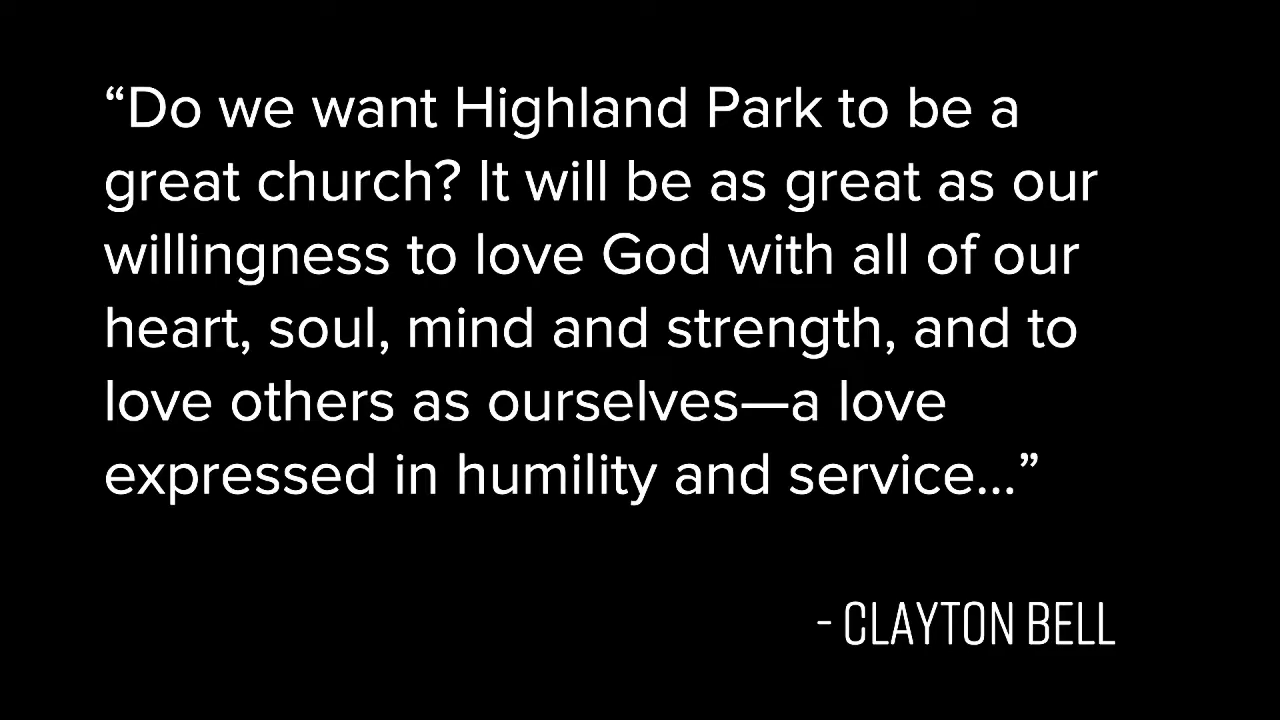 “Do we want Highland Park to be a
great church? It will be as great as our
willingness to love God with all of our
heart, soul, mind and strength, and to
love others as ourselves—a love
expressed in humility and service...”
- CLAYTON BELL